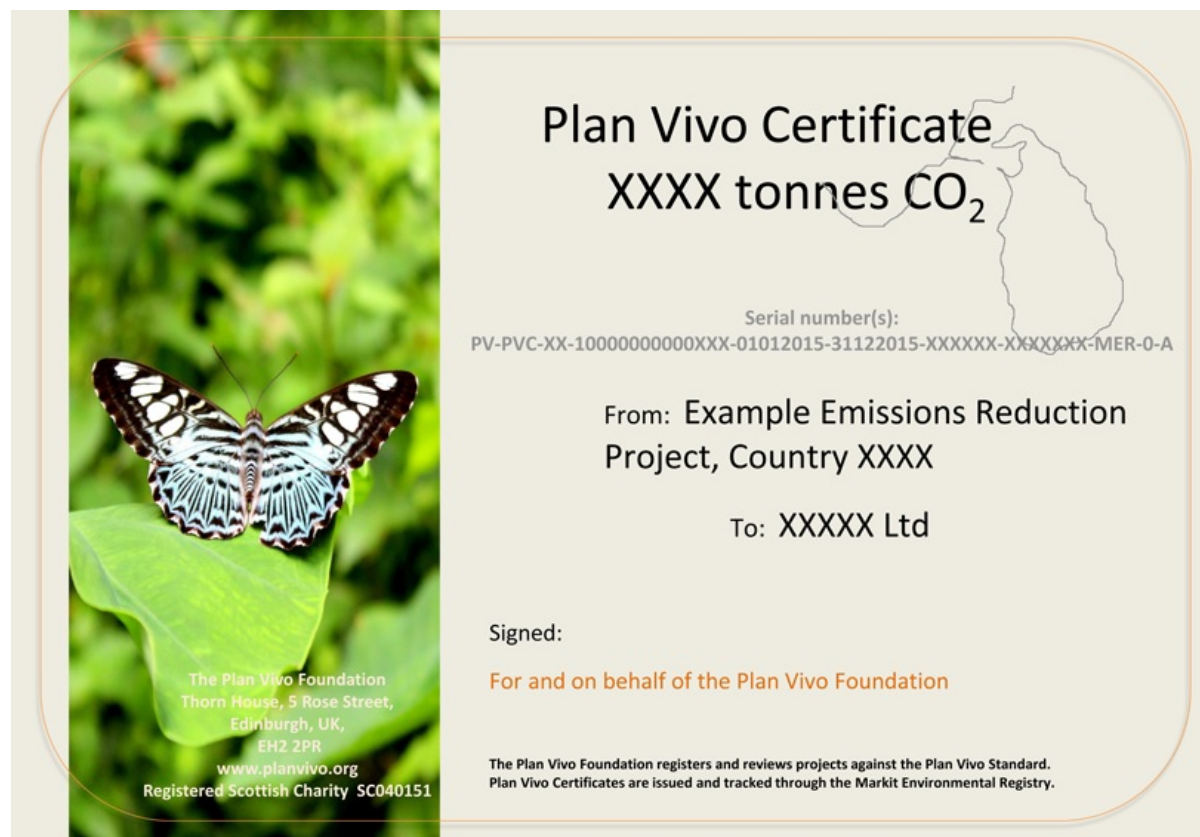 Plan Vivo Certificate
XXXX tonnes CO₂
Serial number(s):
PV-PVC-XX-10000000000XXX-01012015-31122015-XXXXXX-XXXXXXX-MER-0-A
From: Example Emissions Reduction
Project, Country XXXX
To: XXXXX Ltd
Signed:
For and on behalf of the Plan Vivo Foundation
The Plan Vivo Foundation registers and reviews projects against the Plan Vivo Standard.
Plan Vivo Certificates are issued and tracked through the Markit Environmental Registry.
The Plan Vivo Foundation
Thorn House, 5 Rose Street,
Edinburgh, UK,
EH2 2PR
www.planvivo.org
Registered Scottish Charity SC040151